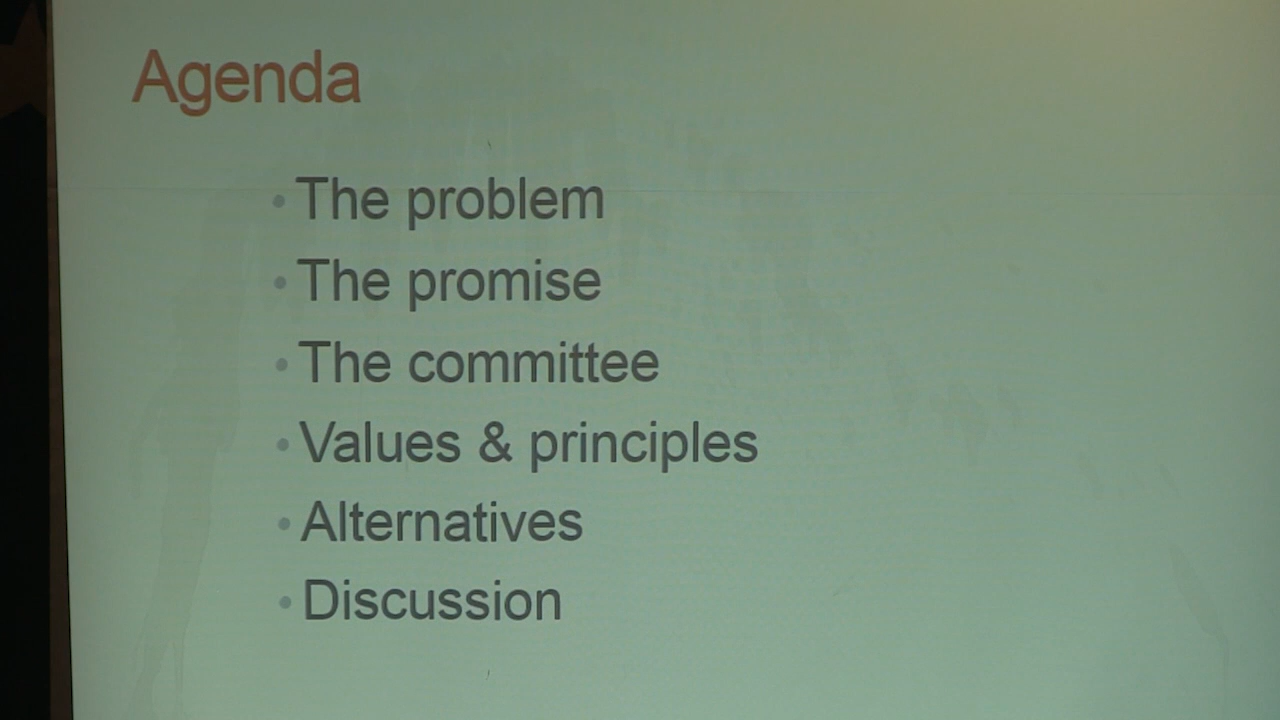 Agenda
• The problem
• The promise
• The committee
• Values & principles
• Alternatives
• Discussion